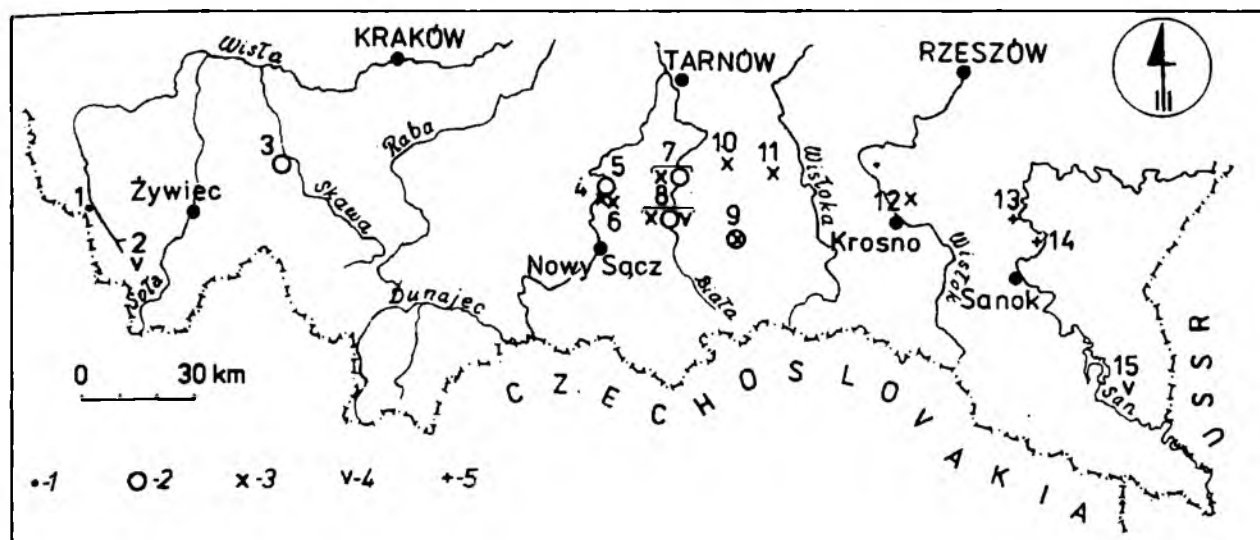 KRAKÓW
Wisła
TARNÓW
RZESZÓW
Raba
3
Skawa
1
Żywiec
2
v
Soła
5
4
6
7
x
8
x v
9
10
x
11
x
Wisłoka
12 x
Krosno
Wisłok
13
+
+ 14
Nowy Sącz
Biała
Sanok
Dunajec
15
v
San
0 30 km
CZECHOSLOVAKIA
USSR
•-1 O-2 x-3 v-4 +-5